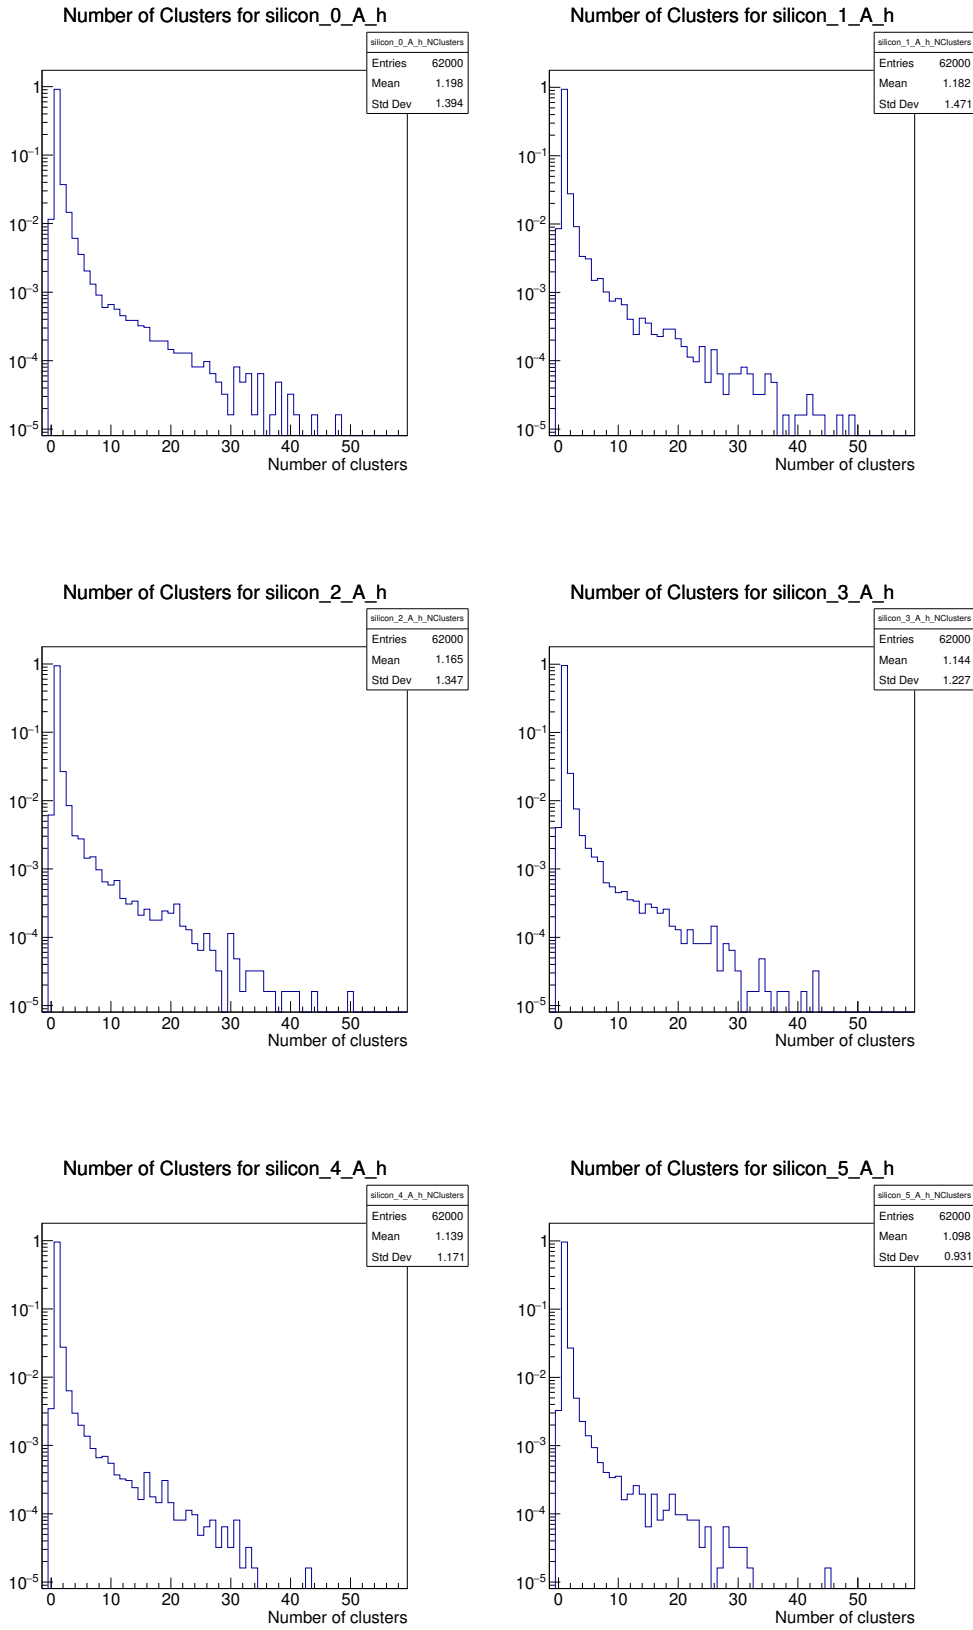 Number of Clusters for silicon_0_A_h
silicon_0_A_h_NClusters
Entries 62000
Mean 1.198
Std Dev 1.394
1
10⁻¹
10⁻²
10⁻³
10⁻⁴
10⁻⁵
0 10 20 30 40 50
Number of clusters
Number of Clusters for silicon_1_A_h
silicon_1_A_h_NClusters
Entries 62000
Mean 1.182
Std Dev 1.471
1
10⁻¹
10⁻²
10⁻³
10⁻⁴
10⁻⁵
0 10 20 30 40 50
Number of clusters
Number of Clusters for silicon_2_A_h
silicon_2_A_h_NClusters
Entries 62000
Mean 1.165
Std Dev 1.347
1
10⁻¹
10⁻²
10⁻³
10⁻⁴
10⁻⁵
0 10 20 30 40 50
Number of clusters
Number of Clusters for silicon_3_A_h
silicon_3_A_h_NClusters
Entries 62000
Mean 1.144
Std Dev 1.227
1
10⁻¹
10⁻²
10⁻³
10⁻⁴
10⁻⁵
0 10 20 30 40 50
Number of clusters
Number of Clusters for silicon_4_A_h
silicon_4_A_h_NClusters
Entries 62000
Mean 1.139
Std Dev 1.171
1
10⁻¹
10⁻²
10⁻³
10⁻⁴
10⁻⁵
0 10 20 30 40 50
Number of clusters
Number of Clusters for silicon_5_A_h
silicon_5_A_h_NClusters
Entries 62000
Mean 1.098
Std Dev 0.931
1
10⁻¹
10⁻²
10⁻³
10⁻⁴
10⁻⁵
0 10 20 30 40 50
Number of clusters